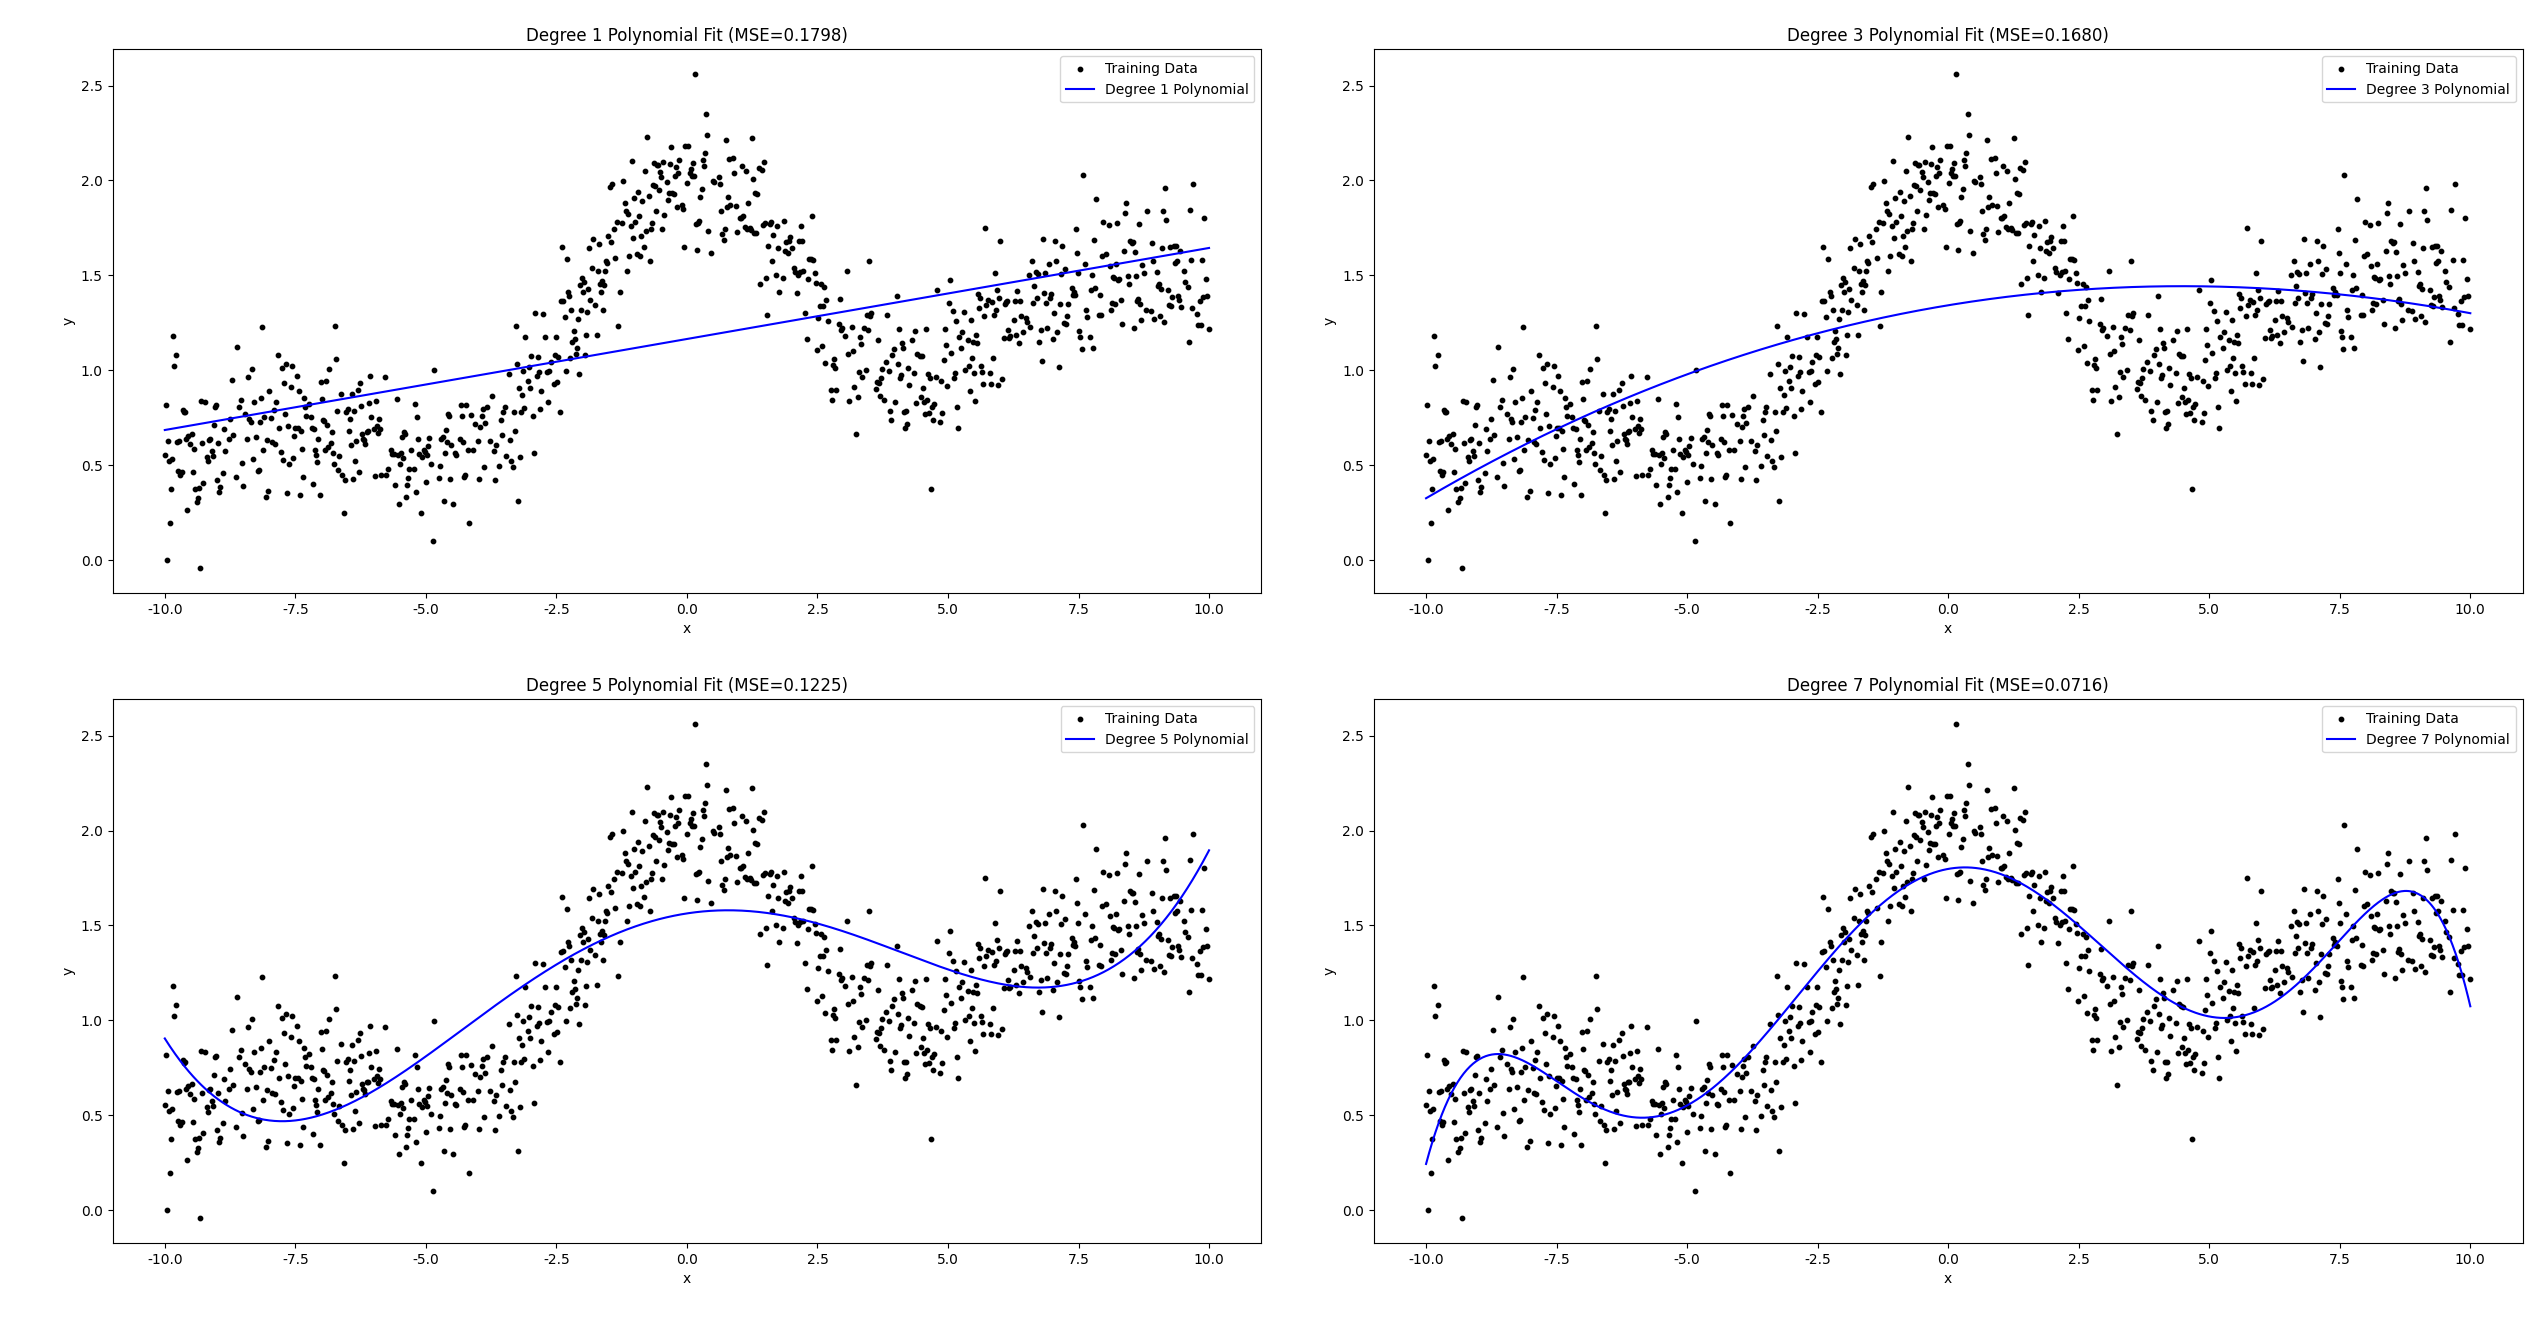 Degree 1 Polynomial Fit (MSE=0.1798)
Training Data
Degree 1 Polynomial
2.5
2.0
1.5
1.0
0.5
0.0
y
-10.0 -7.5 -5.0 -2.5 0.0 2.5 5.0 7.5 10.0
x
Degree 3 Polynomial Fit (MSE=0.1680)
Training Data
Degree 3 Polynomial
2.5
2.0
1.5
1.0
0.5
0.0
y
-10.0 -7.5 -5.0 -2.5 0.0 2.5 5.0 7.5 10.0
x
Degree 5 Polynomial Fit (MSE=0.1225)
Training Data
Degree 5 Polynomial
2.5
2.0
1.5
1.0
0.5
0.0
y
-10.0 -7.5 -5.0 -2.5 0.0 2.5 5.0 7.5 10.0
x
Degree 7 Polynomial Fit (MSE=0.0716)
Training Data
Degree 7 Polynomial
2.5
2.0
1.5
1.0
0.5
0.0
y
-10.0 -7.5 -5.0 -2.5 0.0 2.5 5.0 7.5 10.0
x